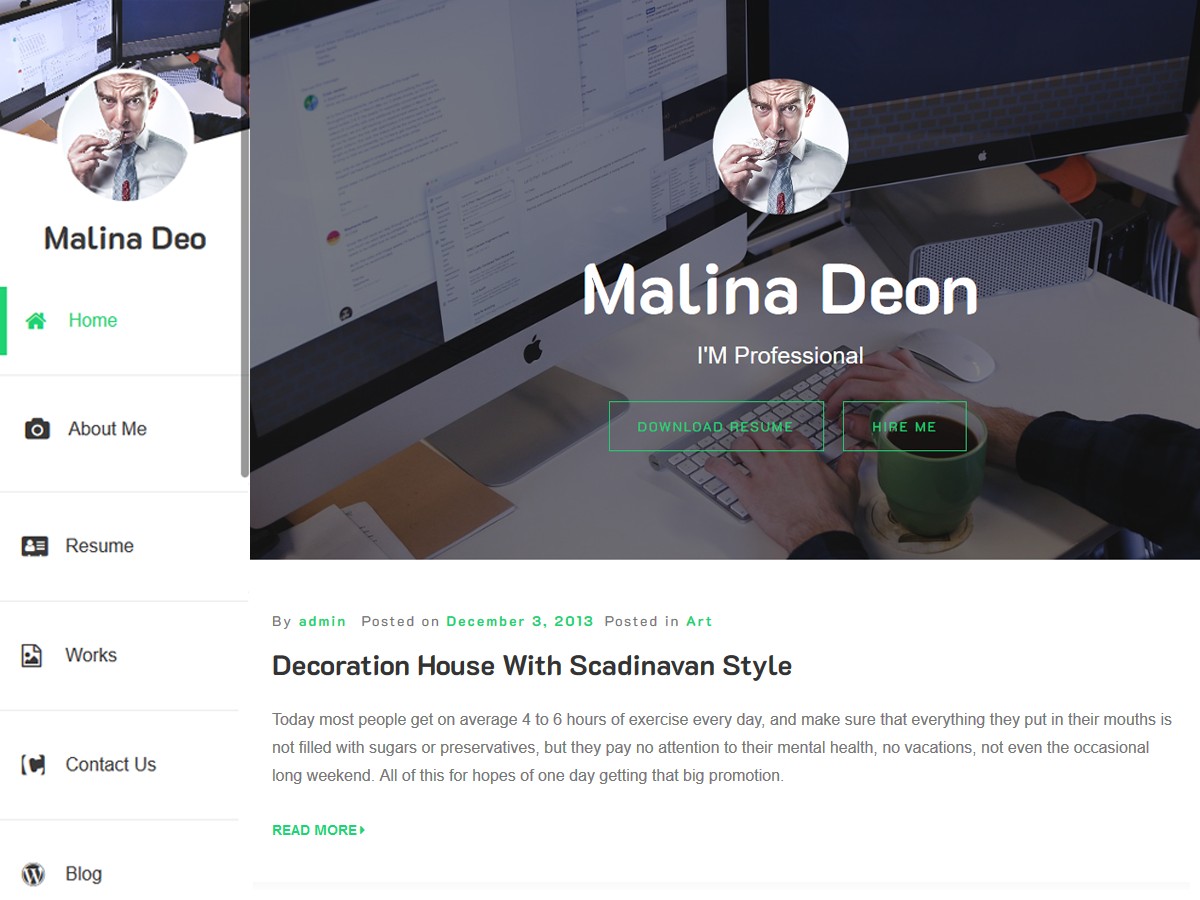 Malina Deo
Home
About Me
Resume
Works
Contact Us
Blog
Malina Deon
I'M Professional
DOWNLOAD RESUME
HIRE ME
By admin Posted on December 3, 2013 Posted in Art
Decoration House With Scadinavan Style
Today most people get on average 4 to 6 hours of exercise every day, and make sure that everything they put in their mouths is
not filled with sugars or preservatives, but they pay no attention to their mental health, no vacations, not even the occasional
long weekend. All of this for hopes of one day getting that big promotion.
READ MORE